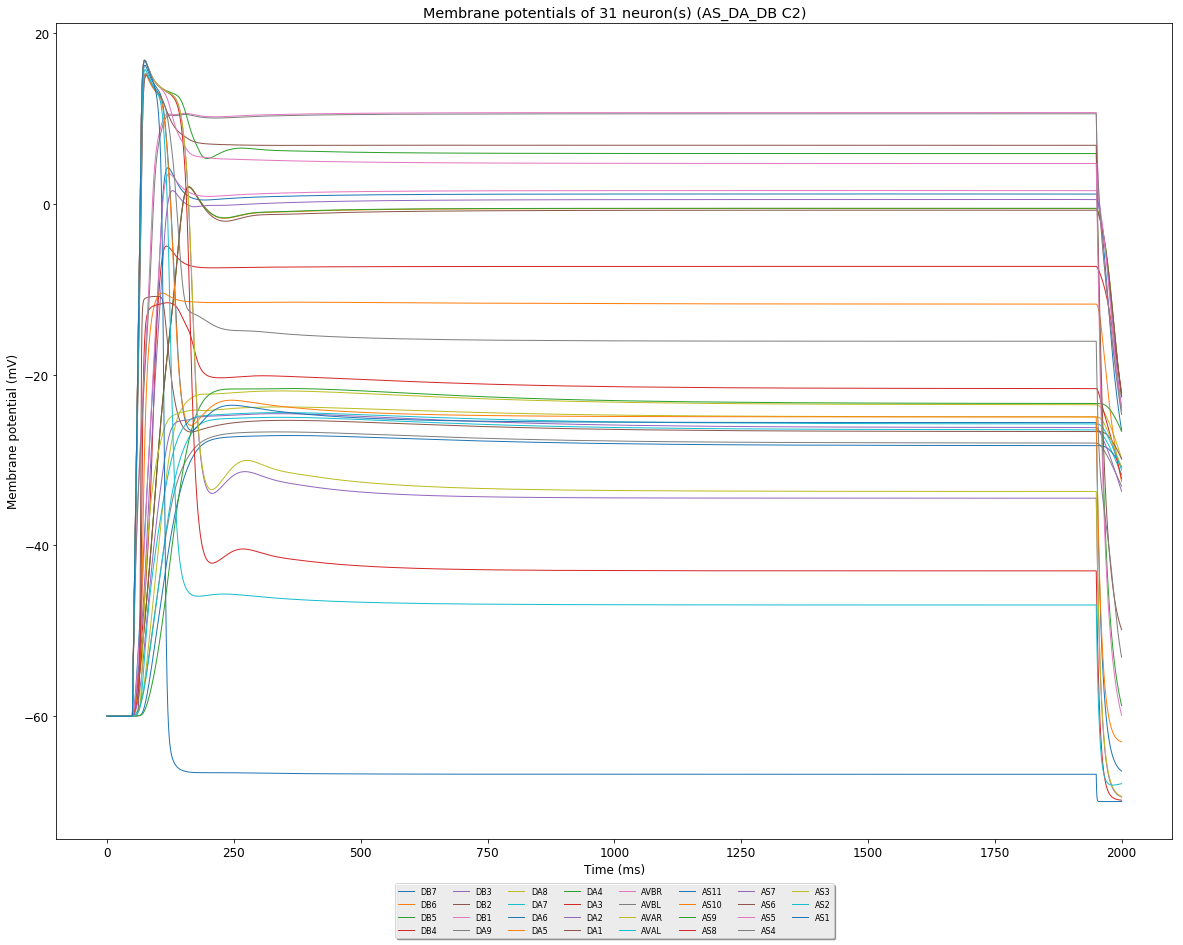 Membrane potentials of 31 neuron(s) (AS_DA_DB C2)
20
0
−20
−40
−60
Membrane potential (mV)
0 250 500 750 1000 1250 1500 1750 2000
Time (ms)
DB7 DB3 DA8 DA4 AVBR AS11 AS7 AS3
DB6 DB2 DA7 DA3 AVBL AS10 AS6 AS2
DB5 DB1 DA6 DA2 AVAR AS9 AS5 AS1
DB4 DA9 DA5 DA1 AVAL AS8 AS4